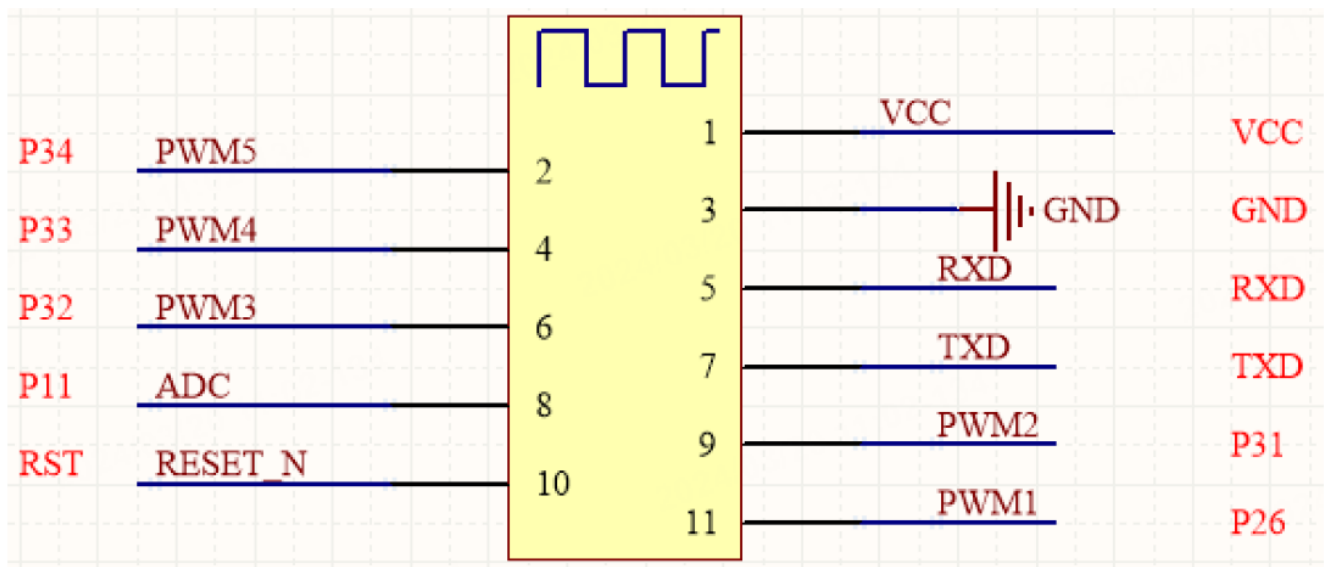 VCC
1
VCC
P34
PWM5
2
3
GND
GND
P33
PWM4
4
RXD
5
RXD
P32
PWM3
6
TXD
7
TXD
P11
ADC
8
PWM2
9
P31
RST
RESET_N
10
PWM1
11
P26